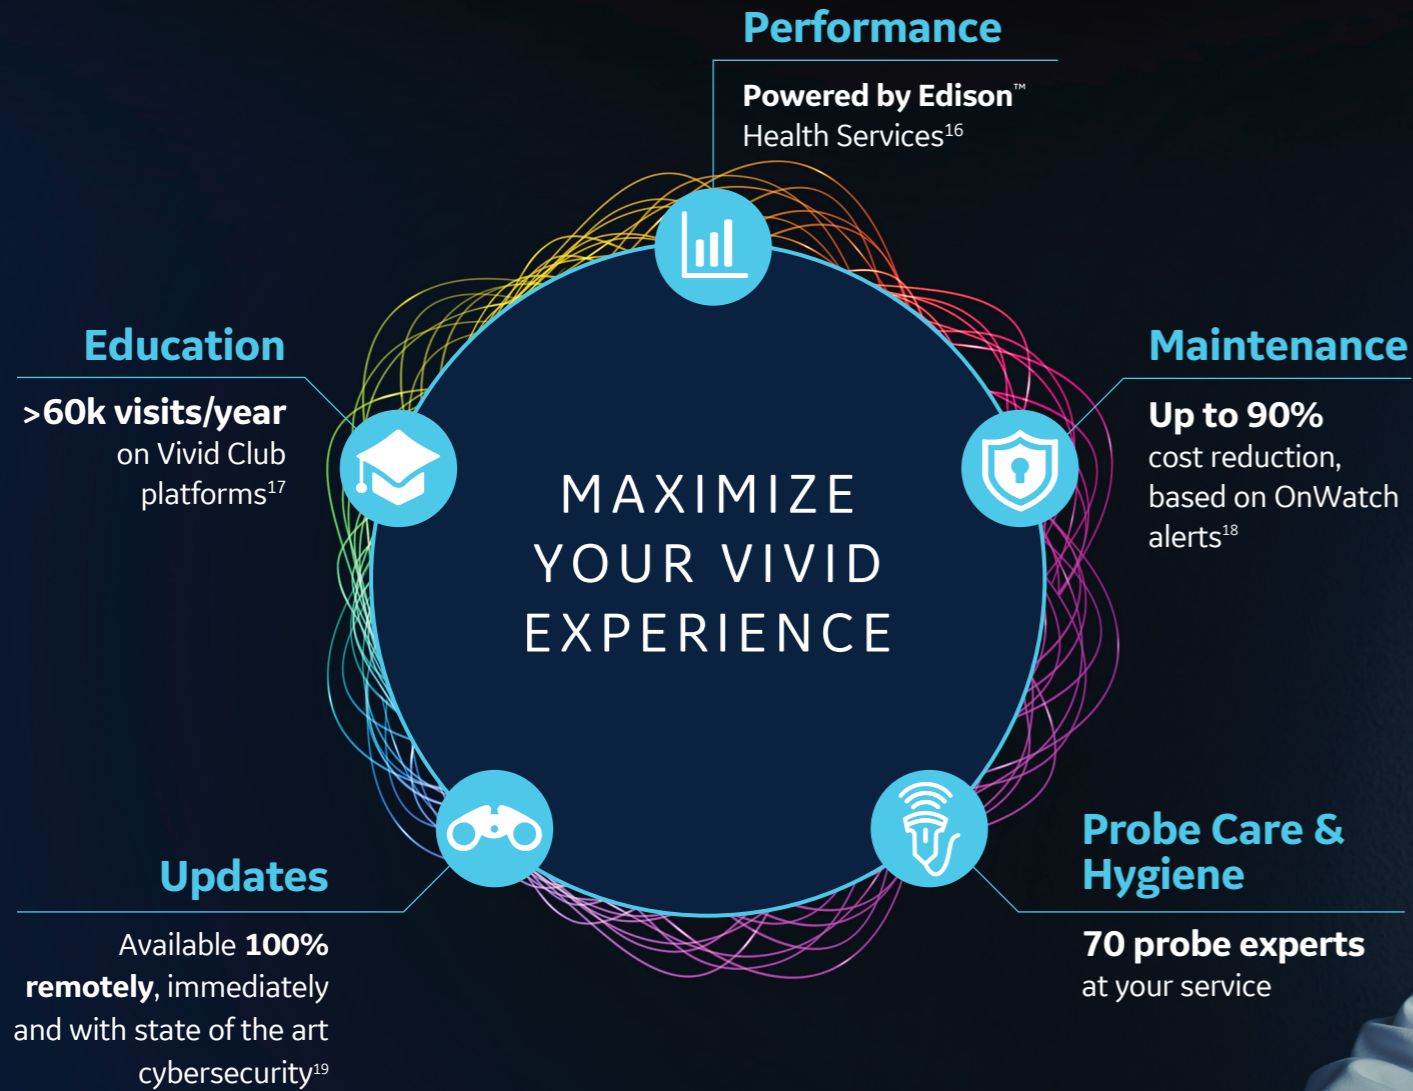 Performance
Powered by Edison™
Health Services¹⁶
Education
>60k visits/year
on Vivid Club
platforms¹⁷
Maintenance
Up to 90%
cost reduction,
based on OnWatch
alerts¹⁸
MAXIMIZE
YOUR VIVID
EXPERIENCE
Updates
Available 100%
remotely, immediately
and with state of the art
cybersecurity¹⁹
Probe Care &
Hygiene
70 probe experts
at your service